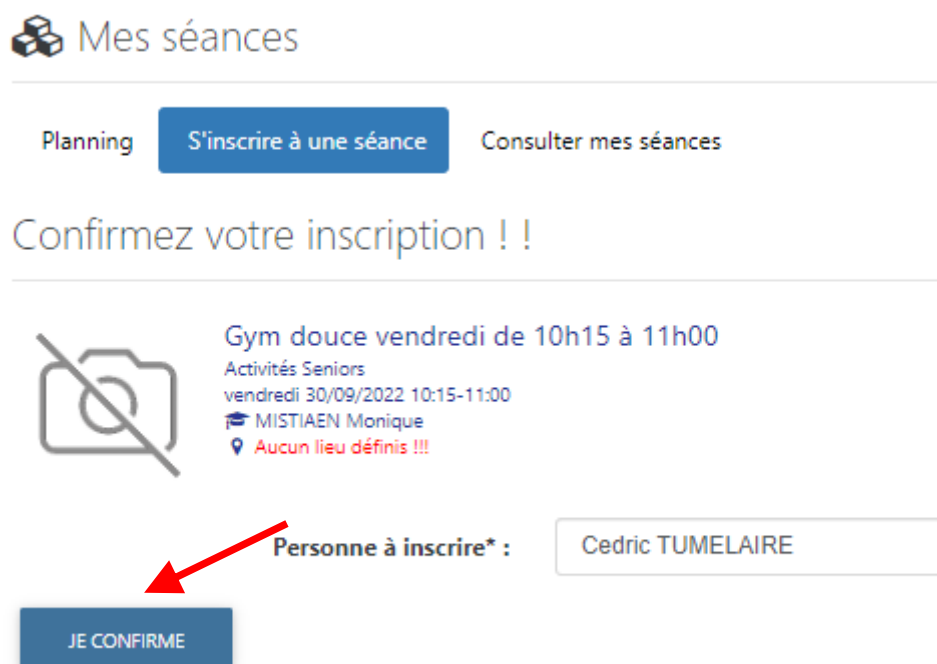 Mes séances
Planning S'inscrire à une séance Consulter mes séances
Confirmez votre inscription ! !
Gym douce vendredi de 10h15 à 11h00
Activités Seniors
vendredi 30/09/2022 10:15-11:00
MISTIAEN Monique
Aucun lieu définis !!!
Personne à inscrire* : Cedric TUMELAIRE
JE CONFIRME